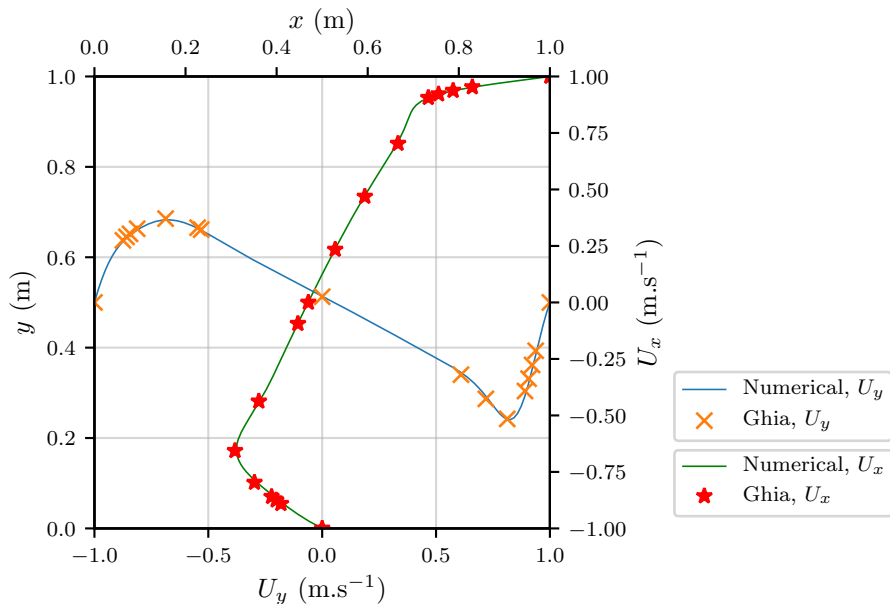 x (m)
0.0 0.2 0.4 0.6 0.8 1.0
1.0
0.8
0.6
0.4
0.2
0.0
y (m)
1.00
0.75
0.50
0.25
0.00
−0.25
−0.50
−0.75
−1.00
U_x (m.s⁻¹)
−1.0 −0.5 0.0 0.5 1.0
U_y (m.s⁻¹)
Numerical, U_y
Ghia, U_y
Numerical, U_x
Ghia, U_x